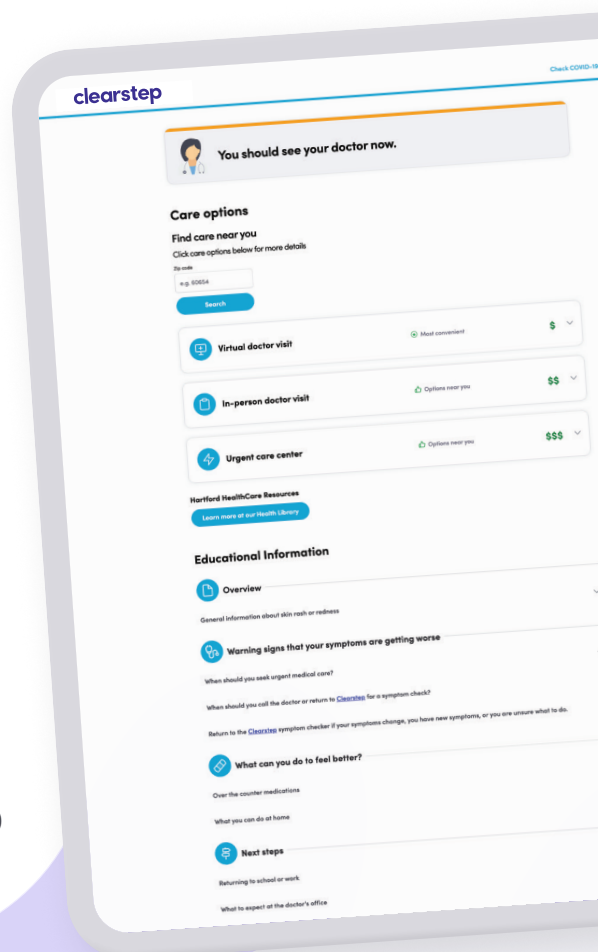 clearstep
Check COVID-19
You should see your doctor now.
Care options
Find care near you
Click care options below for more details
Zip code
e.g. 60654
Search
Virtual doctor visit
Most convenient
$
In-person doctor visit
Options near you
$$
Urgent care center
Options near you
$$$
Hartford HealthCare Resources
Learn more at our Health Library
Educational Information
Overview
General information about skin rash or redness
Warning signs that your symptoms are getting worse
When should you seek urgent medical care?
When should you call the doctor or return to Clearstep for a symptom check?
Return to the Clearstep symptom checker if your symptoms change, you have new symptoms, or you are unsure what to do.
What can you do to feel better?
Over the counter medications
What you can do at home
Next steps
Returning to school or work
What to expect at the doctor's office